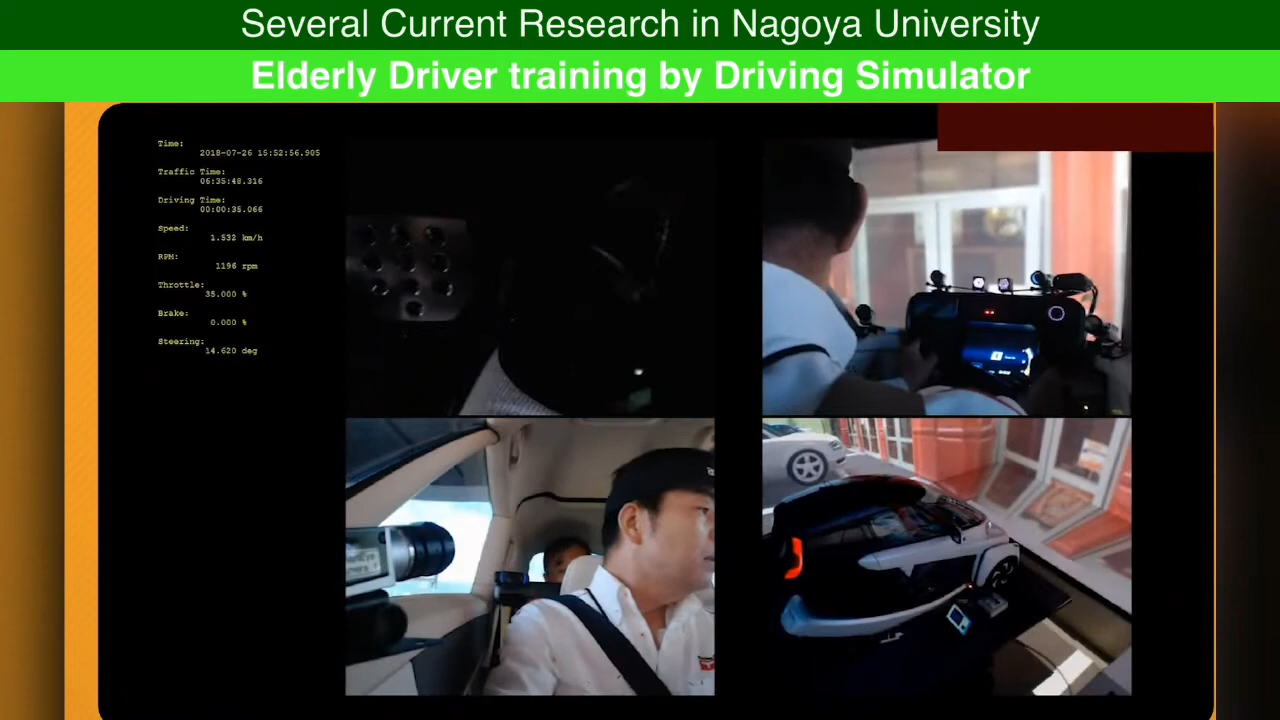 Several Current Research in Nagoya University
Elderly Driver training by Driving Simulator
Time:
2018-07-26 15:52:56.905
Traffic Time:
06:35:48.316
Driving Time:
00:00:35.066
Speed:
1.532 km/h
RPM:
1196 rpm
Throttle:
35.000 %
Brake:
0.000 %
Steering:
14.620 deg